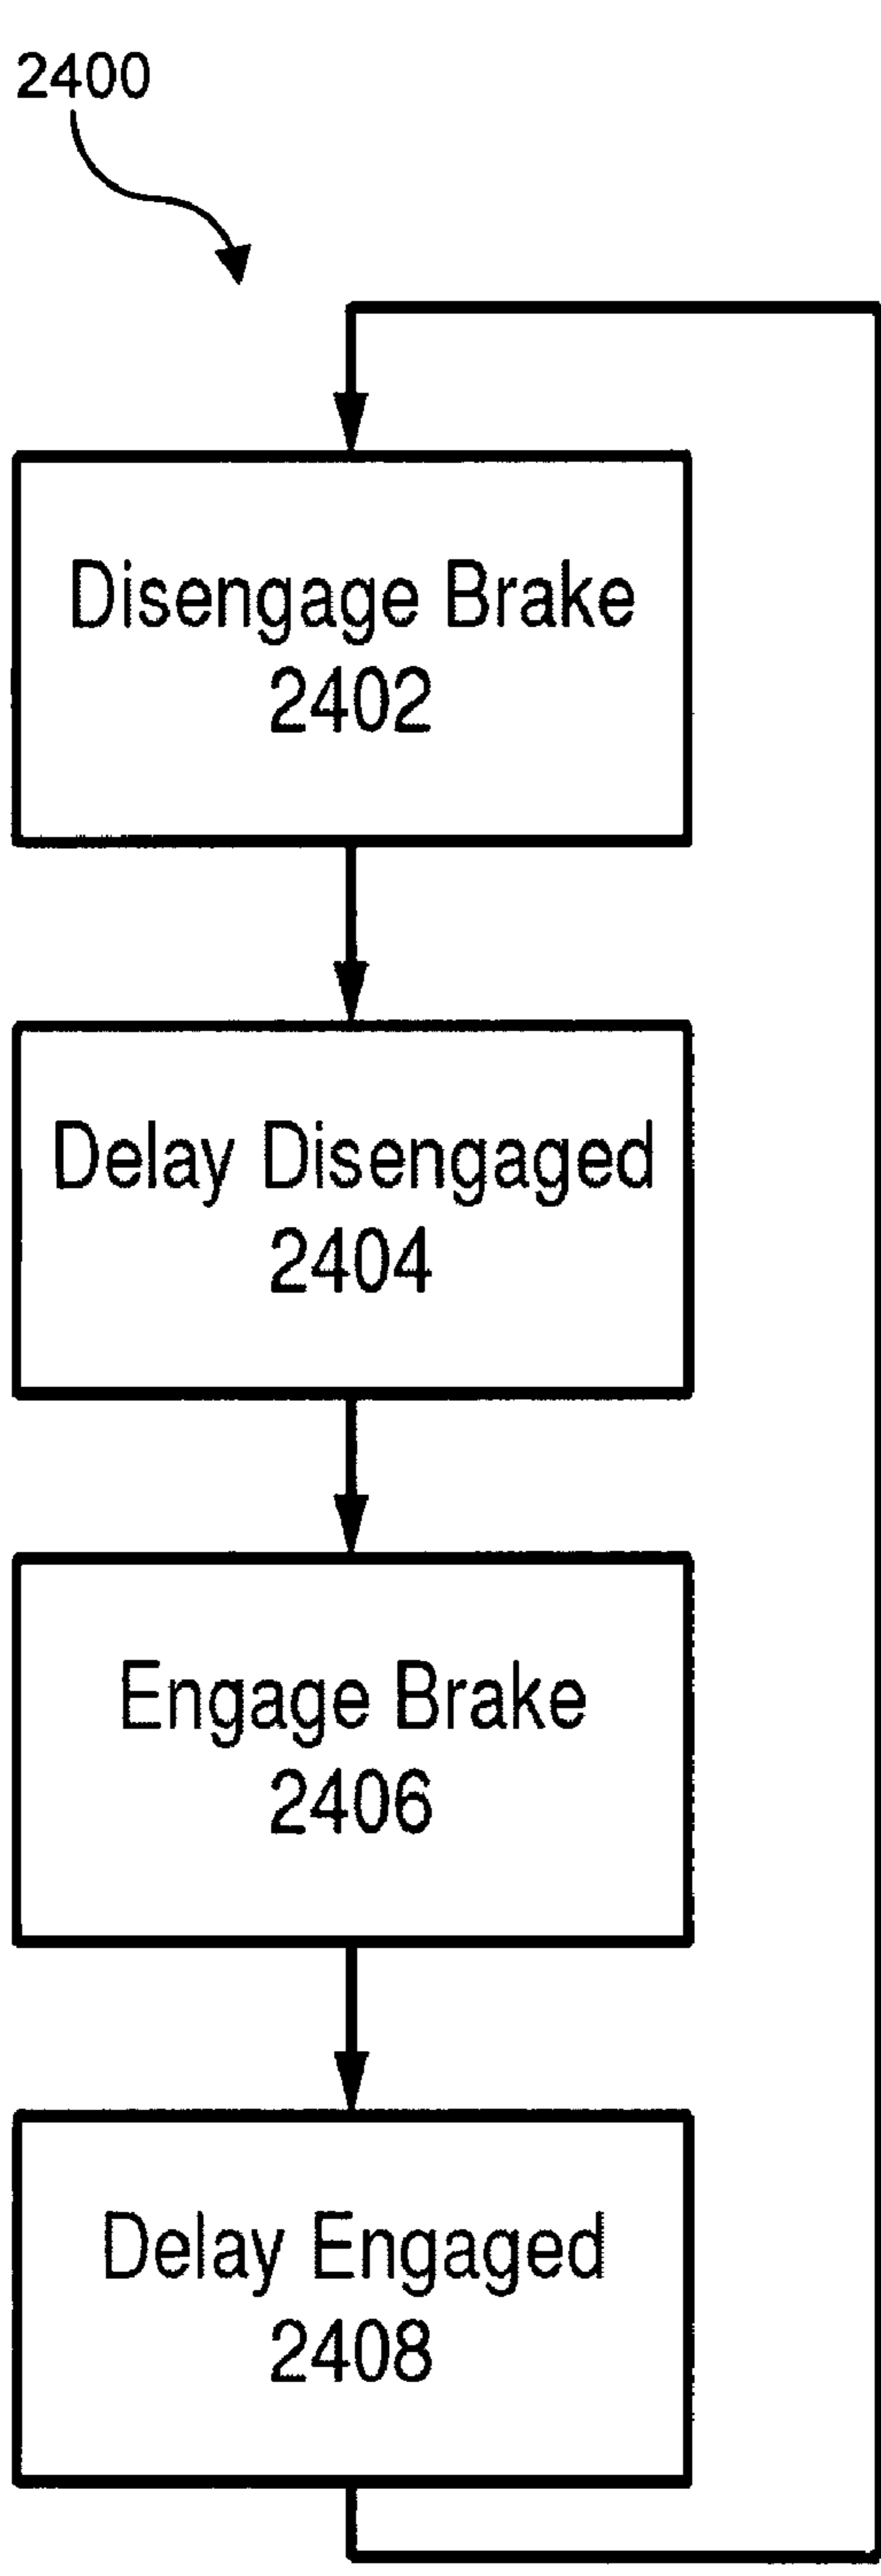 2400
Disengage Brake
2402
Delay Disengaged
2404
Engage Brake
2406
Delay Engaged
2408